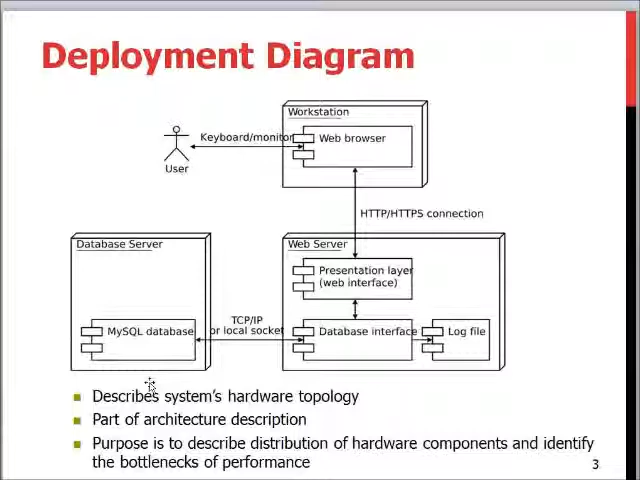 Deployment Diagram
Workstation
Keyboard/monitor
Web browser
User
HTTP/HTTPS connection
Database Server
Web Server
Presentation layer
(web interface)
TCP/IP
or local socket
MySQL database
Database interface
Log file
Describes system's hardware topology
Part of architecture description
Purpose is to describe distribution of hardware components and identify
the bottlenecks of performance
3